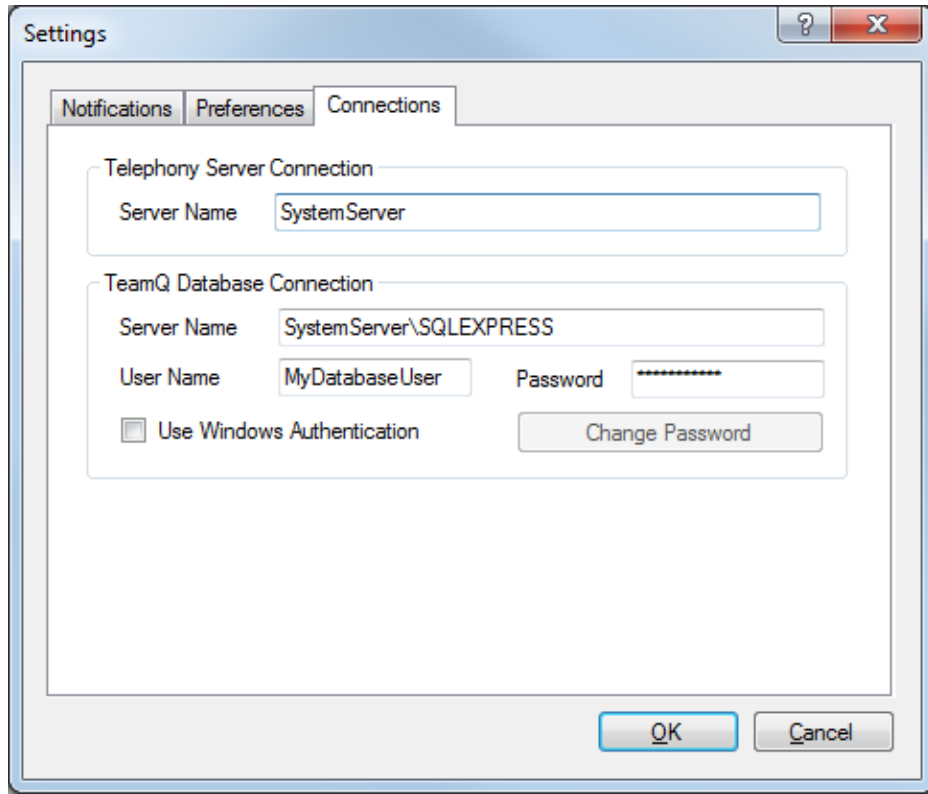 Settings
Notifications Preferences Connections
Telephony Server Connection
Server Name SystemServer
TeamQ Database Connection
Server Name SystemServer\SQLEXPRESS
User Name MyDatabaseUser Password ***********
Use Windows Authentication Change Password
OK Cancel